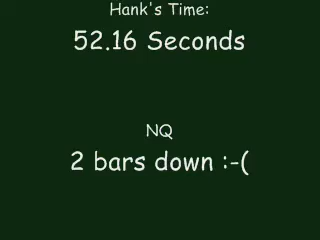 Hank's Time:
52.16 Seconds
NQ
2 bars down :-(